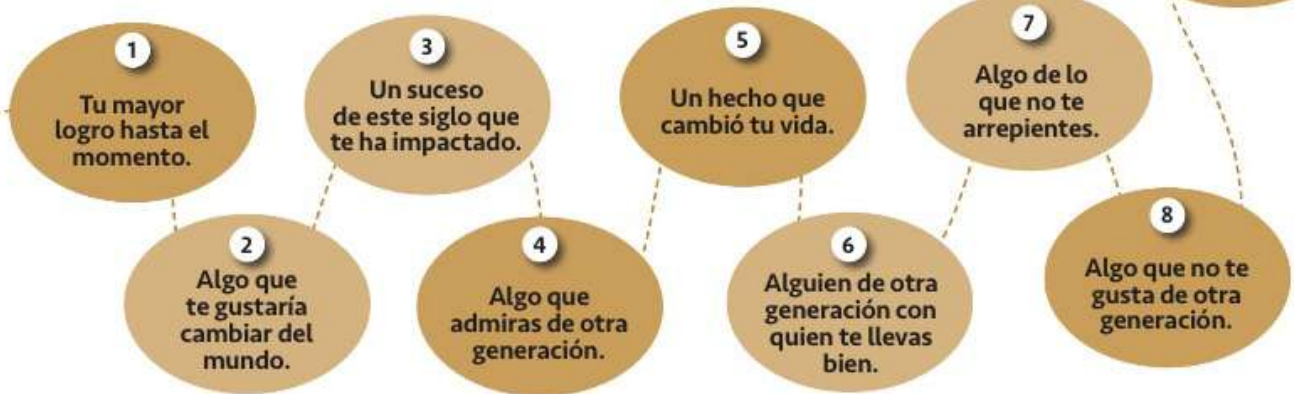 1
Tu mayor
logro hasta el
momento.
2
Algo que
te gustaría
cambiar del
mundo.
3
Un suceso
de este siglo que
te ha impactado.
4
Algo que
admiras de otra
generación.
5
Un hecho que
cambió tu vida.
6
Alguien de otra
generación con
quien te llevas
bien.
7
Algo de lo
que no te
arrepientes.
8
Algo que no te
gusta de otra
generación.